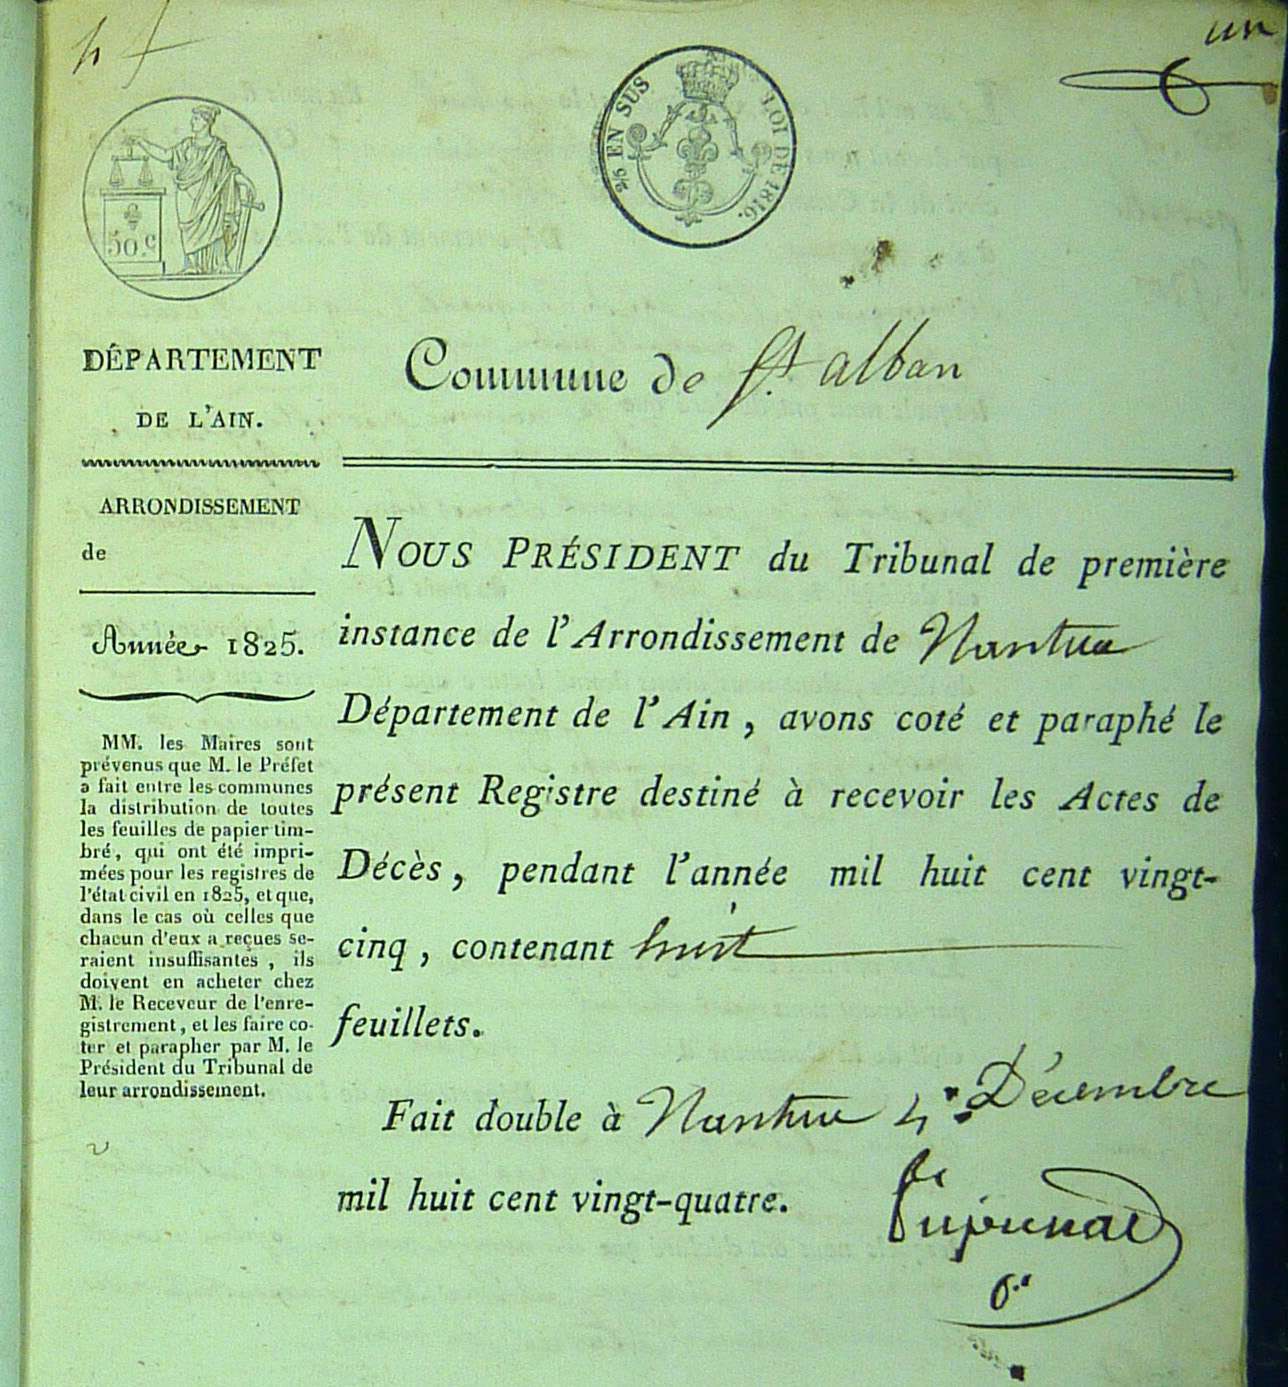 un
2/5 EN SUS
LOI DE 1816.
50.c
DÉPARTEMENT
DE L'AIN.
ARRONDISSEMENT
de
Année 1825.
MM. les Maires sont
prévenus que M. le Préfet
a fait entre les communes
la distribution de toutes
les feuilles de papier tim-
bré, qui ont été impri-
mées pour les registres de
l'état civil en 1825, et que,
dans le cas où celles que
chacun d'eux a reçues se-
raient insuffisantes, ils
doivent en acheter chez
M. le Receveur de l'enre-
gistrement, et les faire co-
ter et parapher par M. le
Président du Tribunal de
leur arrondissement.
Commune de St. alban
NOUS PRÉSIDENT du Tribunal de première
instance de l'Arrondissement de Nantua
Département de l'Ain, avons coté et paraphé le
présent Registre destiné à recevoir les Actes de
Décès, pendant l'année mil huit cent vingt-
cinq, contenant huit
feuillets.
Fait double à Nantua 4 Décembre
mil huit cent vingt-quatre.